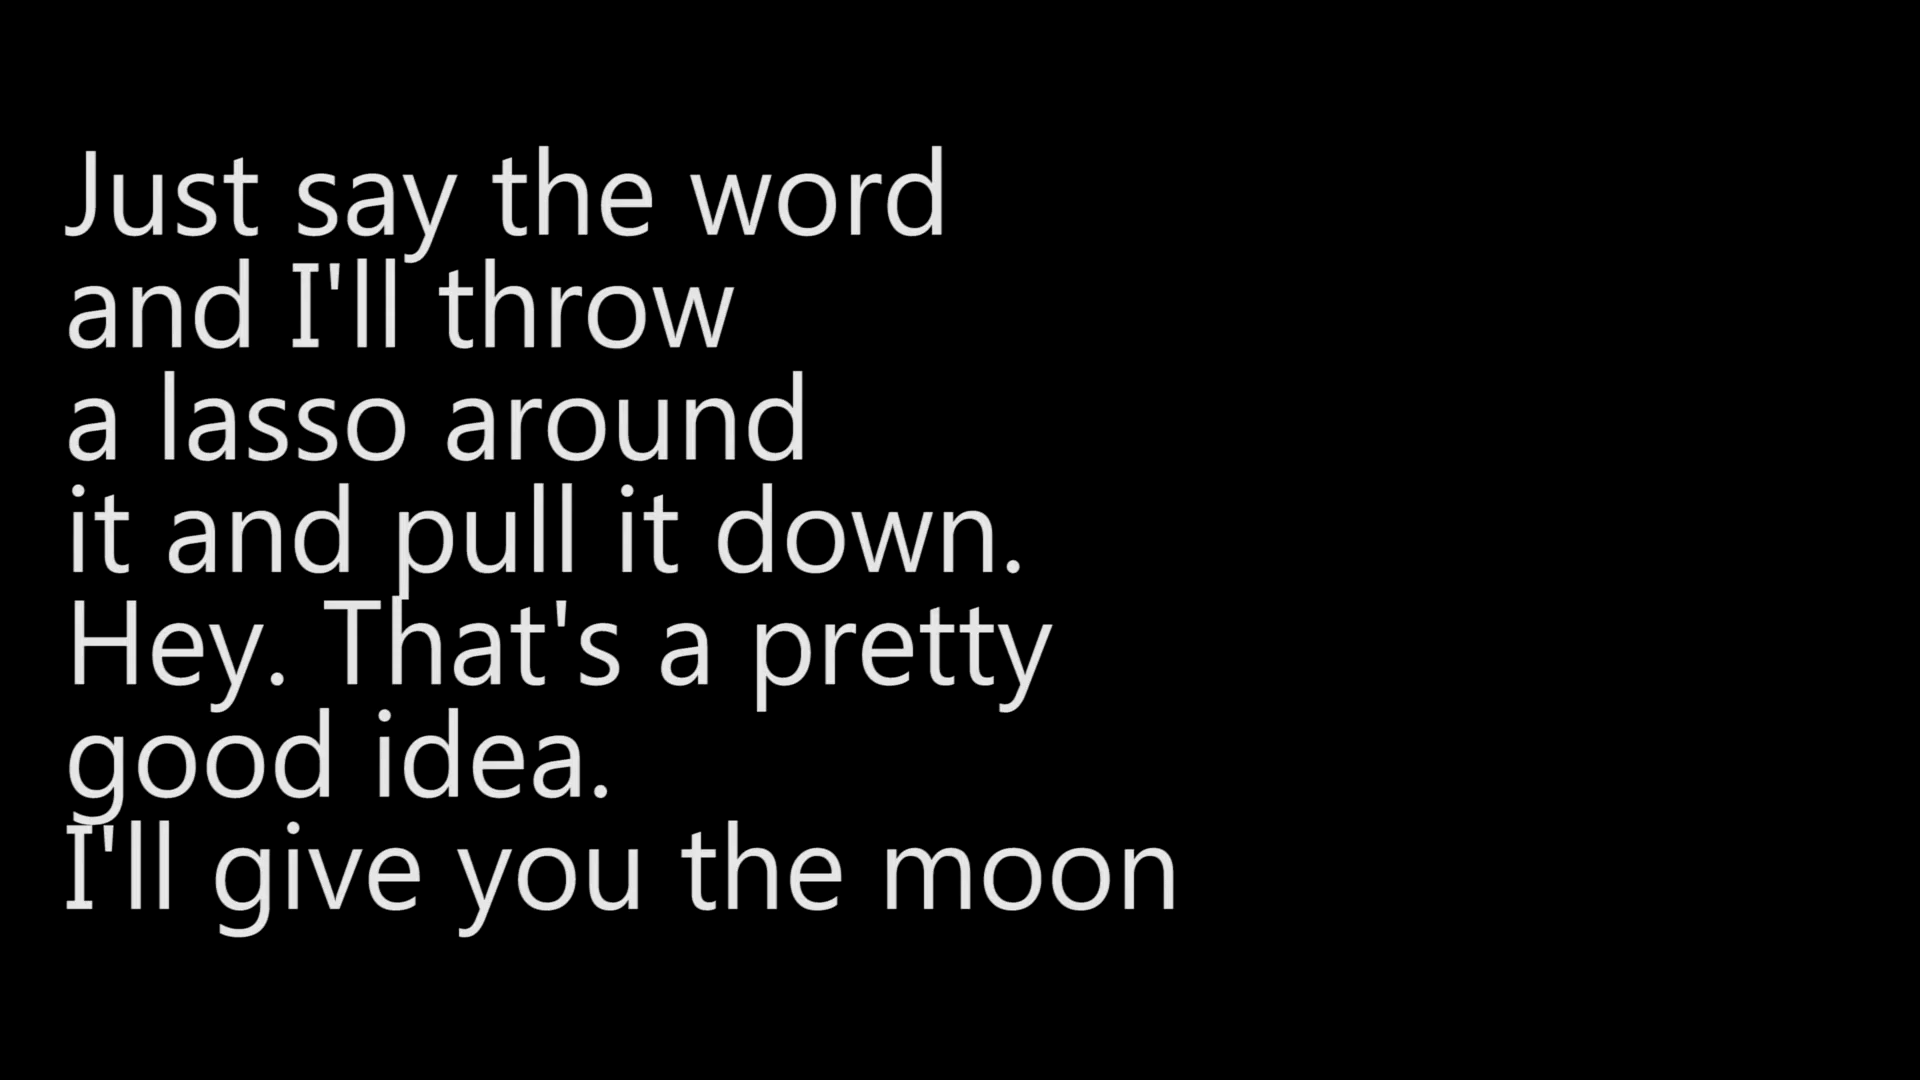 Just say the word
and I'll throw
a lasso around
it and pull it down.
Hey. That's a pretty
good idea.
I'll give you the moon